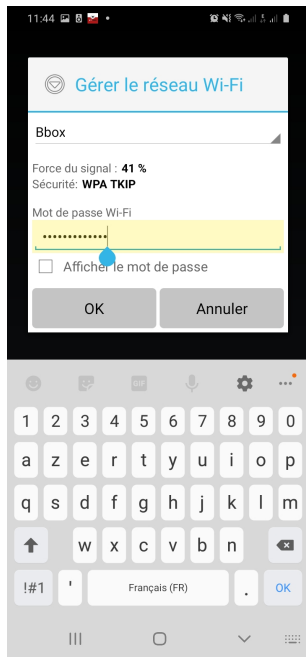 11:44
Gérer le réseau Wi-Fi
Bbox
Force du signal : 41 %
Sécurité: WPA TKIP
Mot de passe Wi-Fi
•••••••••••••
Afficher le mot de passe
OK Annuler
GIF
1 2 3 4 5 6 7 8 9 0
a z e r t y u i o p
q s d f g h j k l m
w x c v b n
!#1 ' Français (FR) . OK